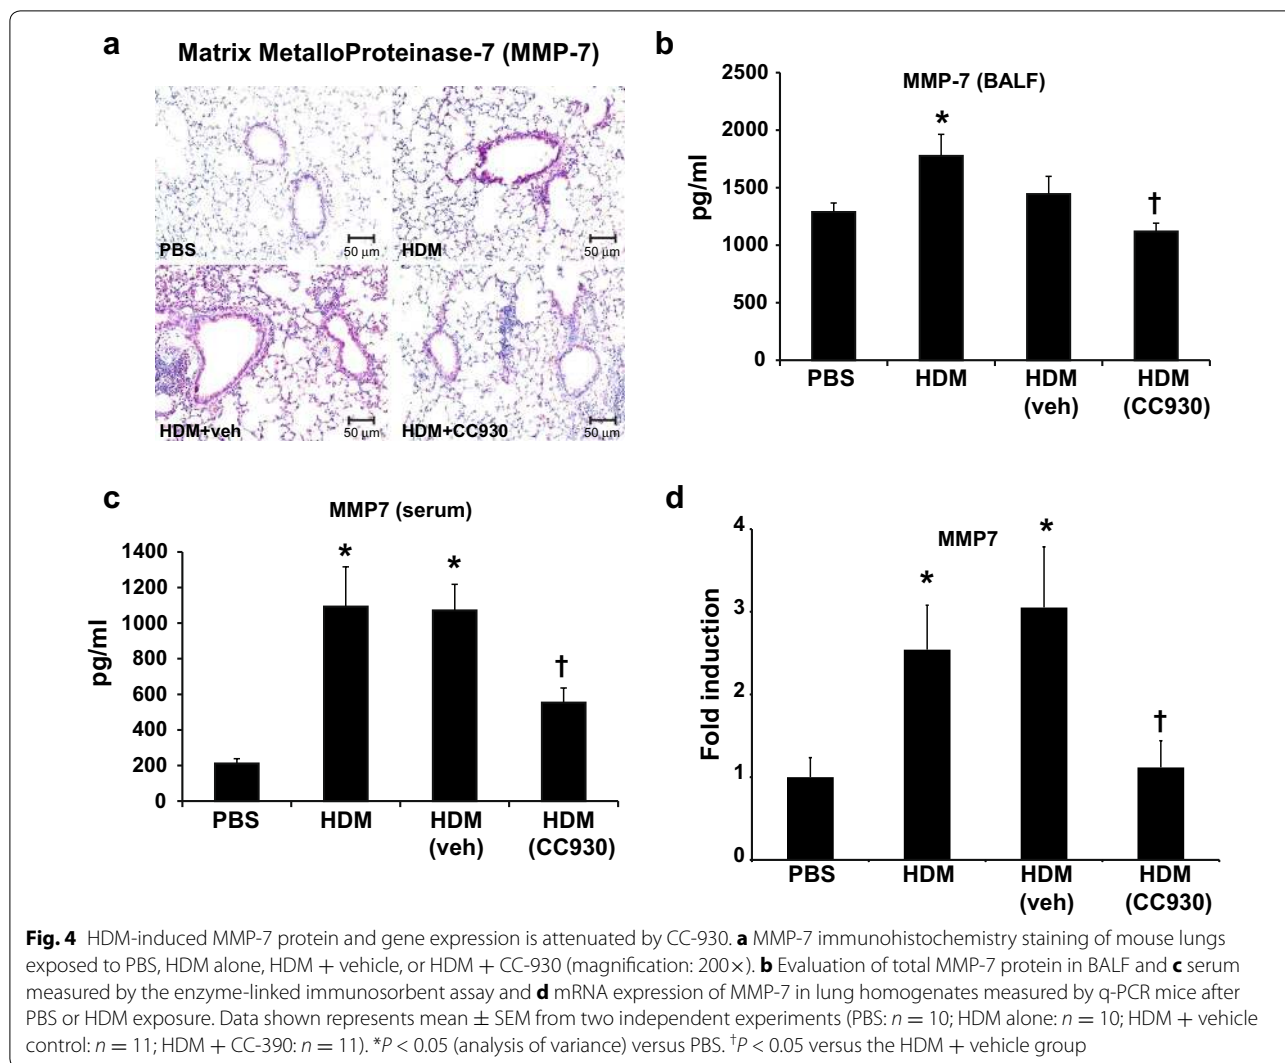 a
Matrix MetalloProteinase-7 (MMP-7)
PBS
50 µm
HDM
50 µm
HDM+veh
50 µm
HDM+CC930
50 µm
b
MMP-7 (BALF)
pg/ml
2500
2000
1500
1000
500
0
*
†
PBS
HDM
HDM
(veh)
HDM
(CC930)
c
MMP7 (serum)
pg/ml
1400
1200
1000
800
600
400
200
0
*
*
†
PBS
HDM
HDM
(veh)
HDM
(CC930)
d
MMP7
Fold induction
4
3
2
1
0
*
*
†
PBS
HDM
HDM
(veh)
HDM
(CC930)
Fig. 4 HDM-induced MMP-7 protein and gene expression is attenuated by CC-930. a MMP-7 immunohistochemistry staining of mouse lungs
exposed to PBS, HDM alone, HDM + vehicle, or HDM + CC-930 (magnification: 200×). b Evaluation of total MMP-7 protein in BALF and c serum
measured by the enzyme-linked immunosorbent assay and d mRNA expression of MMP-7 in lung homogenates measured by q-PCR mice after
PBS or HDM exposure. Data shown represents mean ± SEM from two independent experiments (PBS: n = 10; HDM alone: n = 10; HDM + vehicle
control: n = 11; HDM + CC-390: n = 11). *P < 0.05 (analysis of variance) versus PBS. †P < 0.05 versus the HDM + vehicle group